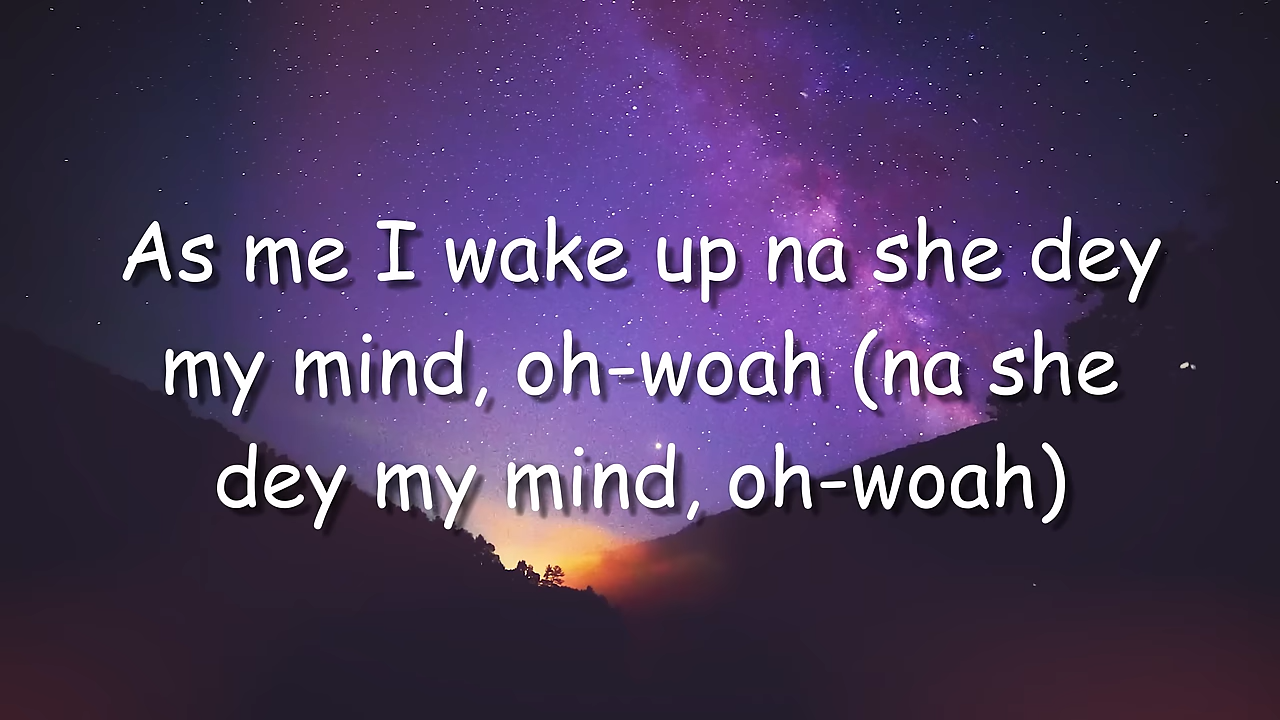 As me I wake up na she dey
my mind, oh-woah (na she
dey my mind, oh-woah)